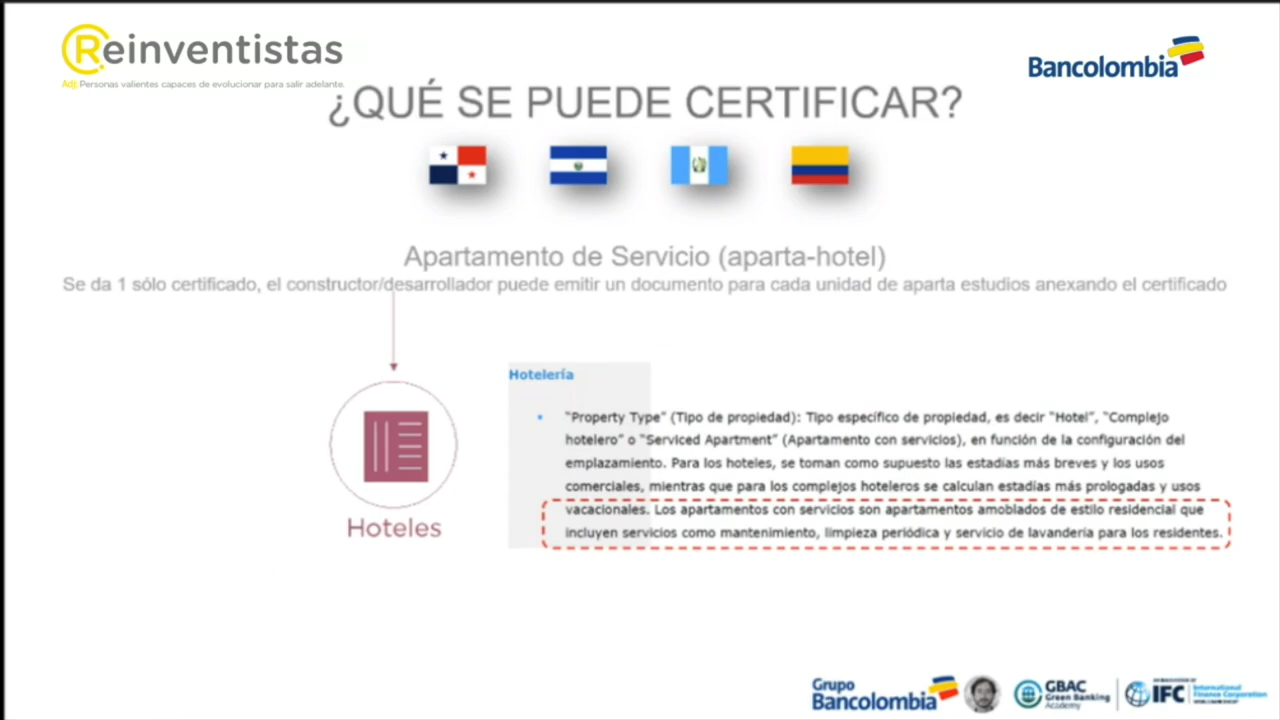 Reinventistas
Adj: Personas valientes capaces de evolucionar para salir adelante.
Bancolombia
¿QUÉ SE PUEDE CERTIFICAR?
Apartamento de Servicio (aparta-hotel)
Se da 1 sólo certificado, el constructor/desarrollador puede emitir un documento para cada unidad de aparta estudios anexando el certificado
Hoteles
Hotelería
• “Property Type” (Tipo de propiedad): Tipo específico de propiedad, es decir “Hotel”, “Complejo
hotelero” o “Serviced Apartment” (Apartamento con servicios), en función de la configuración del
emplazamiento. Para los hoteles, se toman como supuesto las estadías más breves y los usos
comerciales, mientras que para los complejos hoteleros se calculan estadías más prologadas y usos
vacacionales. Los apartamentos con servicios son apartamentos amoblados de estilo residencial que
incluyen servicios como mantenimiento, limpieza periódica y servicio de lavandería para los residentes.
Grupo
Bancolombia
GBAC
Green Banking
Academy
IFC
International
Finance Corporation